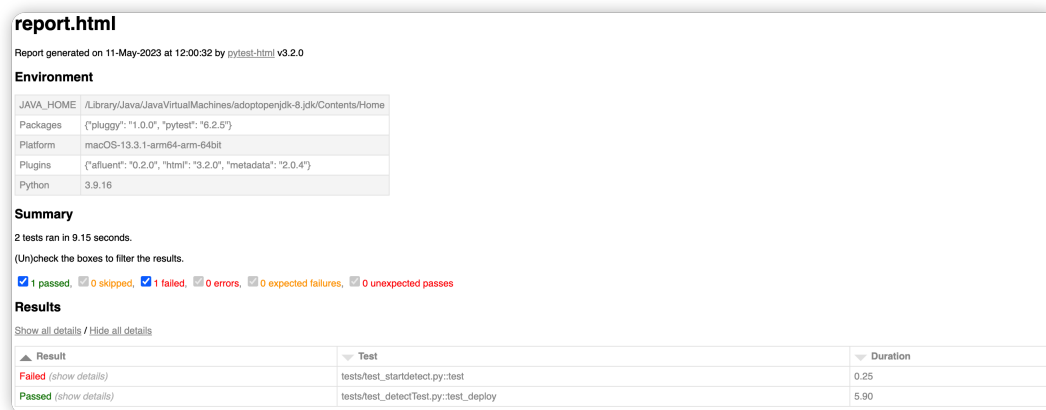 report.html
Report generated on 11-May-2023 at 12:00:32 by pytest-html v3.2.0
Environment
JAVA_HOME /Library/Java/JavaVirtualMachines/adoptopenjdk-8.jdk/Contents/Home
Packages {"pluggy": "1.0.0", "pytest": "6.2.5"}
Platform macOS-13.3.1-arm64-arm-64bit
Plugins {"afluent": "0.2.0", "html": "3.2.0", "metadata": "2.0.4"}
Python 3.9.16
Summary
2 tests ran in 9.15 seconds.
(Un)check the boxes to filter the results.
1 passed, 0 skipped, 1 failed, 0 errors, 0 expected failures, 0 unexpected passes
Results
Show all details / Hide all details
Result Test Duration
Failed (show details) tests/test_startdetect.py::test 0.25
Passed (show details) tests/test_detectTest.py::test_deploy 5.90